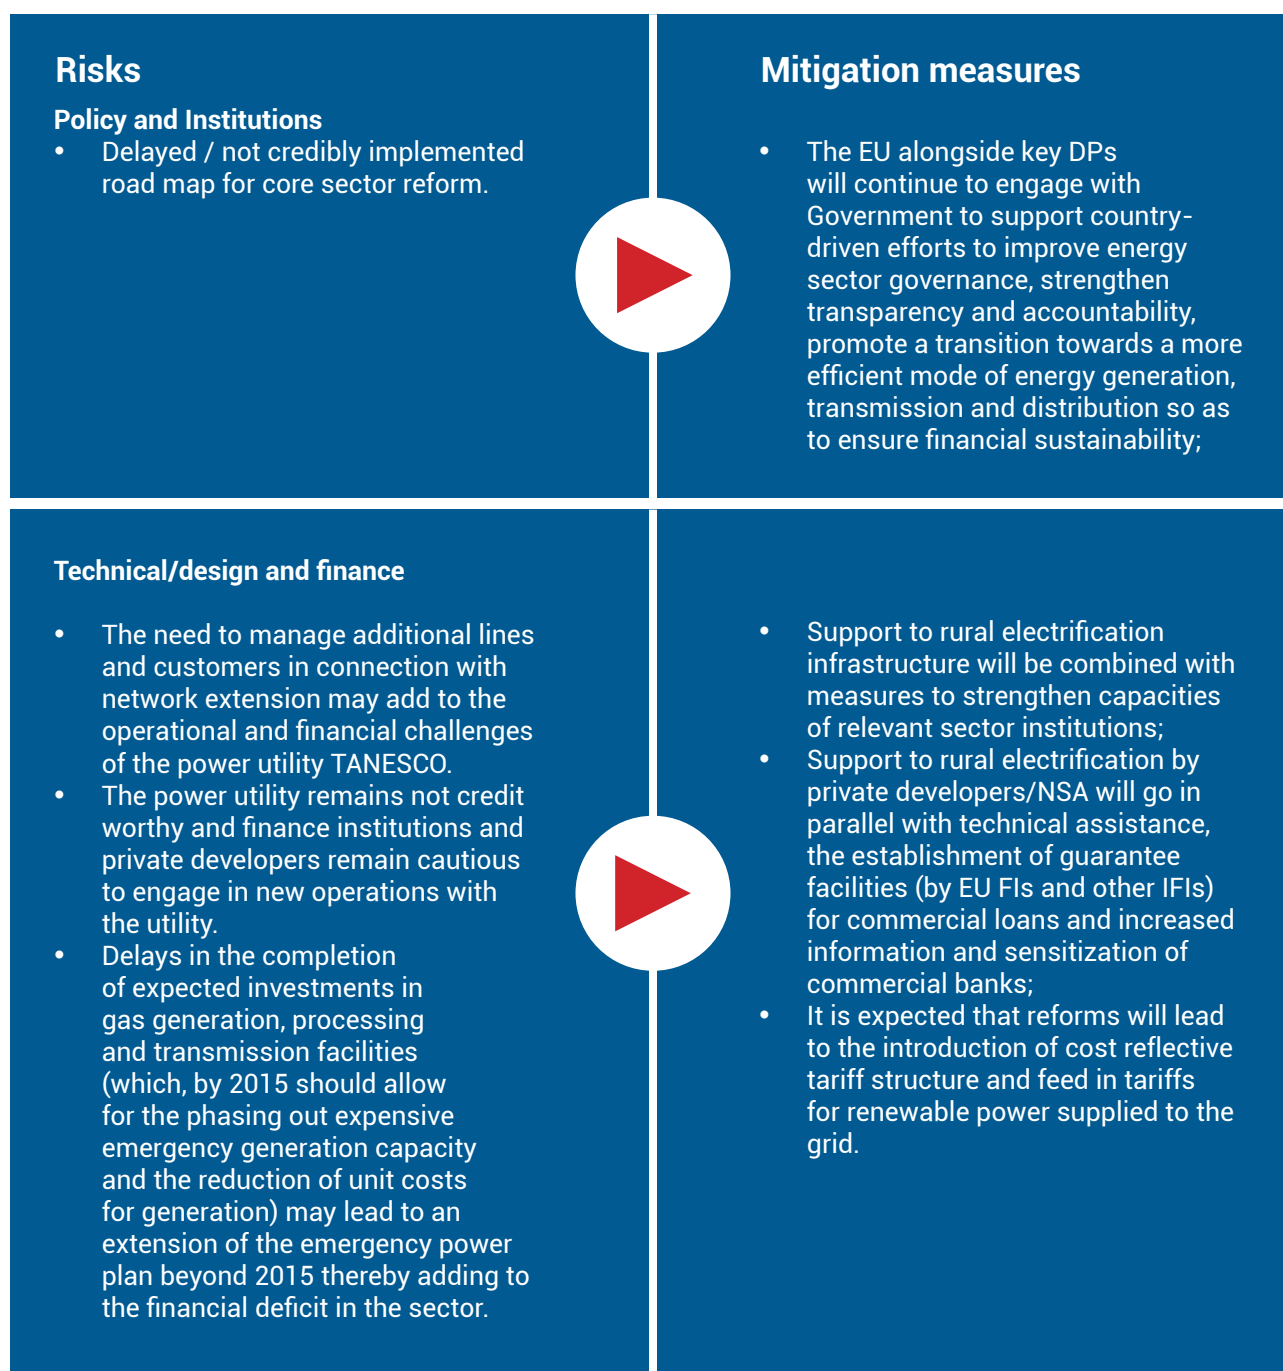 Risks
Policy and Institutions
• Delayed / not credibly implemented
road map for core sector reform.
Mitigation measures
• The EU alongside key DPs
will continue to engage with
Government to support country-
driven efforts to improve energy
sector governance, strengthen
transparency and accountability,
promote a transition towards a more
efficient mode of energy generation,
transmission and distribution so as
to ensure financial sustainability;
Technical/design and finance
• The need to manage additional lines
and customers in connection with
network extension may add to the
operational and financial challenges
of the power utility TANESCO.
• The power utility remains not credit
worthy and finance institutions and
private developers remain cautious
to engage in new operations with
the utility.
• Delays in the completion
of expected investments in
gas generation, processing
and transmission facilities
(which, by 2015 should allow
for the phasing out expensive
emergency generation capacity
and the reduction of unit costs
for generation) may lead to an
extension of the emergency power
plan beyond 2015 thereby adding to
the financial deficit in the sector.
• Support to rural electrification
infrastructure will be combined with
measures to strengthen capacities
of relevant sector institutions;
• Support to rural electrification by
private developers/NSA will go in
parallel with technical assistance,
the establishment of guarantee
facilities (by EU FIs and other IFIs)
for commercial loans and increased
information and sensitization of
commercial banks;
• It is expected that reforms will lead
to the introduction of cost reflective
tariff structure and feed in tariffs
for renewable power supplied to the
grid.